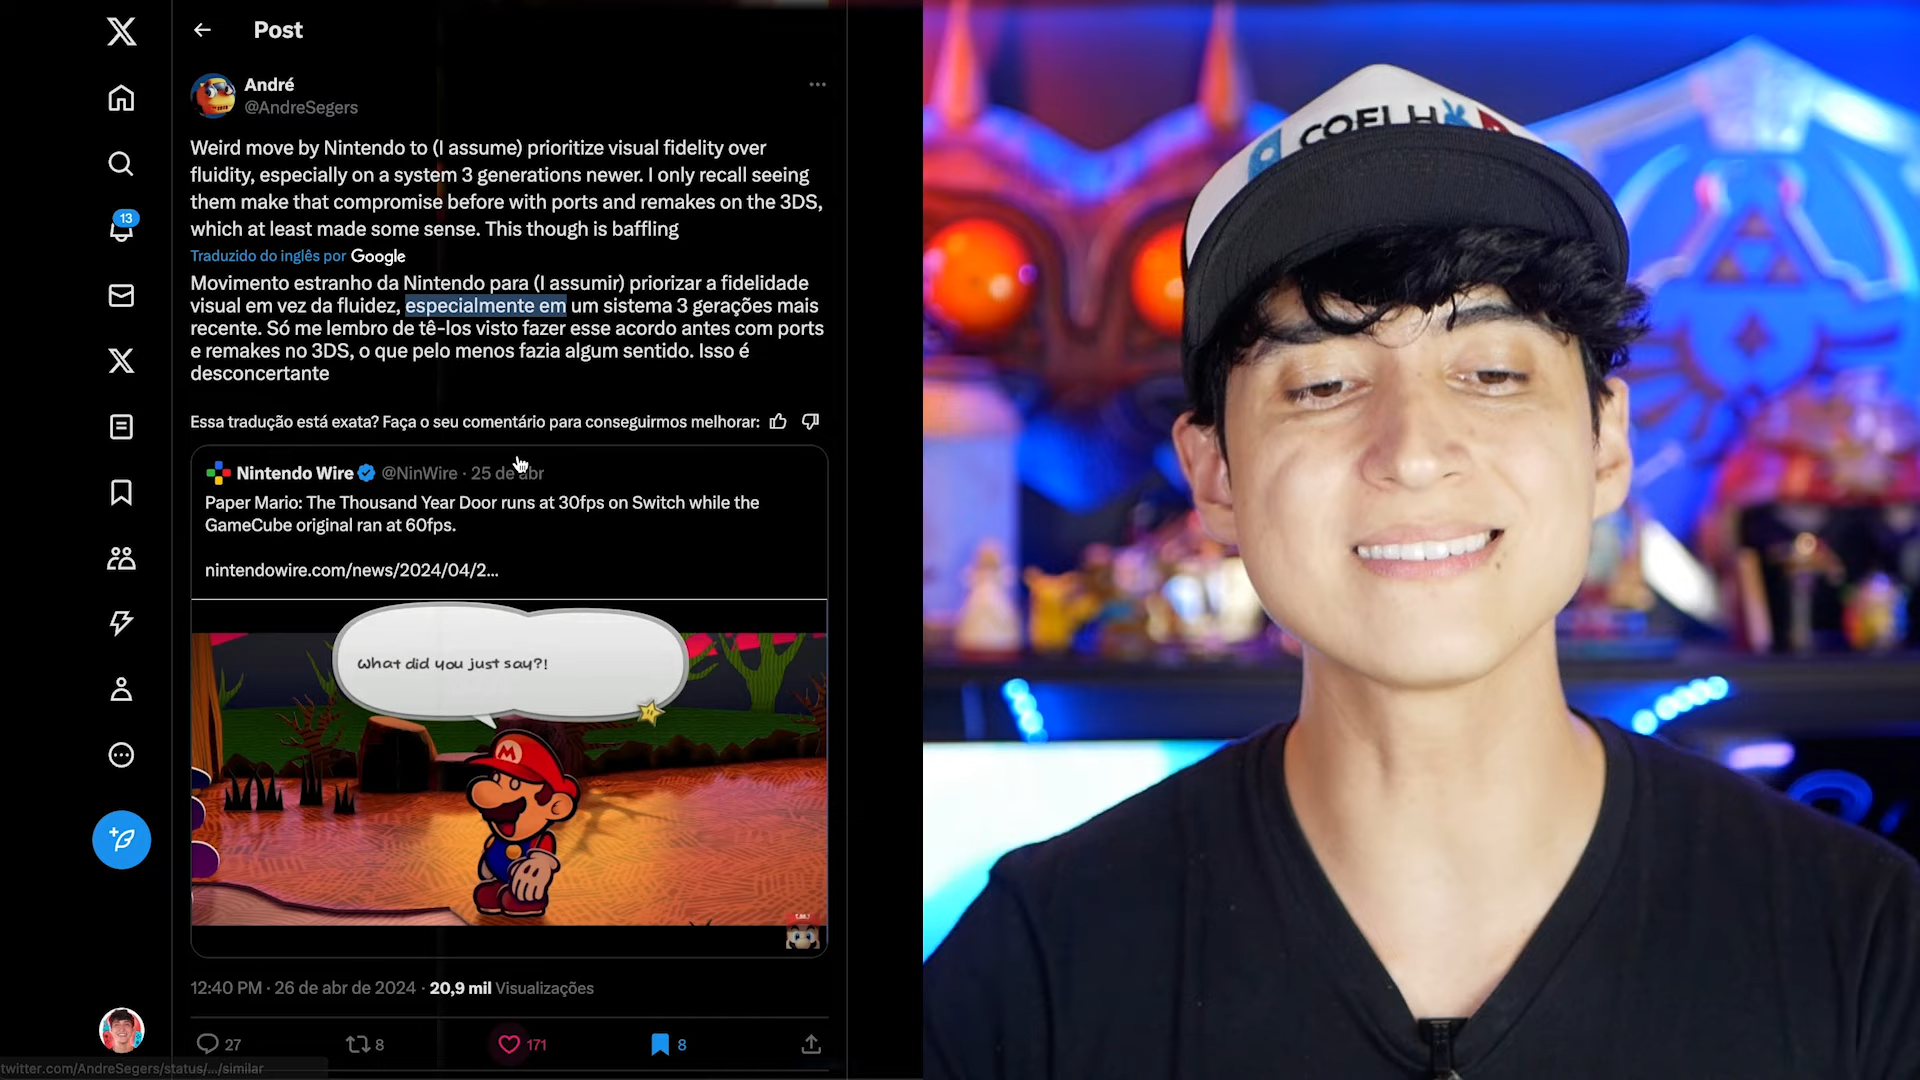 Post
André
@AndreSegers
Weird move by Nintendo to (I assume) prioritize visual fidelity over
fluidity, especially on a system 3 generations newer. I only recall seeing
them make that compromise before with ports and remakes on the 3DS,
which at least made some sense. This though is baffling
Traduzido do inglês por Google
Movimento estranho da Nintendo para (I assumir) priorizar a fidelidade
visual em vez da fluidez, especialmente em um sistema 3 gerações mais
recente. Só me lembro de tê-los visto fazer esse acordo antes com ports
e remakes no 3DS, o que pelo menos fazia algum sentido. Isso é
desconcertante
Essa tradução está exata? Faça o seu comentário para conseguirmos melhorar:
Nintendo Wire @NinWire · 25 de abr
Paper Mario: The Thousand Year Door runs at 30fps on Switch while the
GameCube original ran at 60fps.
nintendowire.com/news/2024/04/2...
What did you just say?!
12:40 PM · 26 de abr de 2024 · 20,9 mil Visualizações
27
8
171
8
13
twitter.com/AndreSegers/status/.../similar
COELH